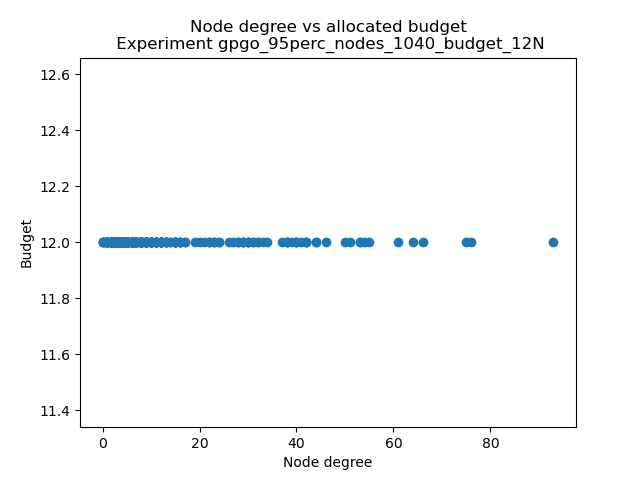 Node degree vs allocated budget
Experiment gpgo_95perc_nodes_1040_budget_12N
12.6
12.4
12.2
12.0
11.8
11.6
11.4
Budget
0 20 40 60 80
Node degree